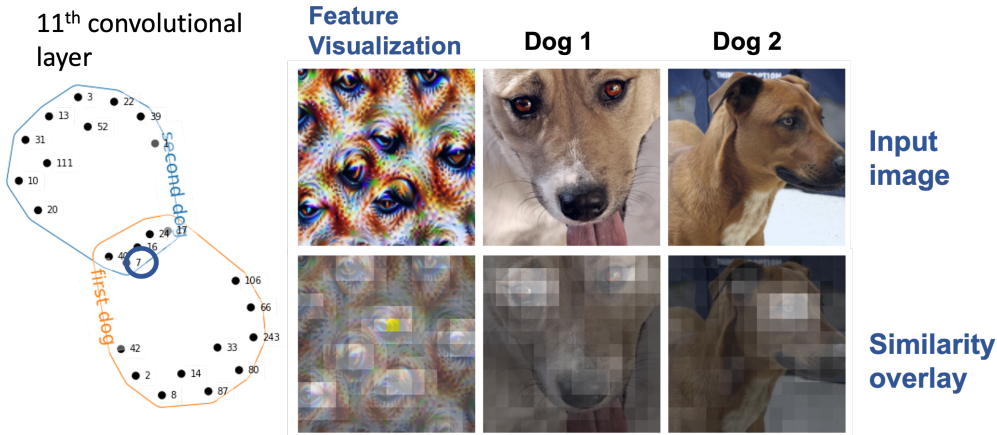 11th convolutional
layer
Feature
Visualization
Dog 1
Dog 2
3
22
13
39
52
31
111
10
20
second dog
24
17
16
40
7
first dog
106
66
243
42
33
2
14
80
8
87
Input
image
Similarity
overlay